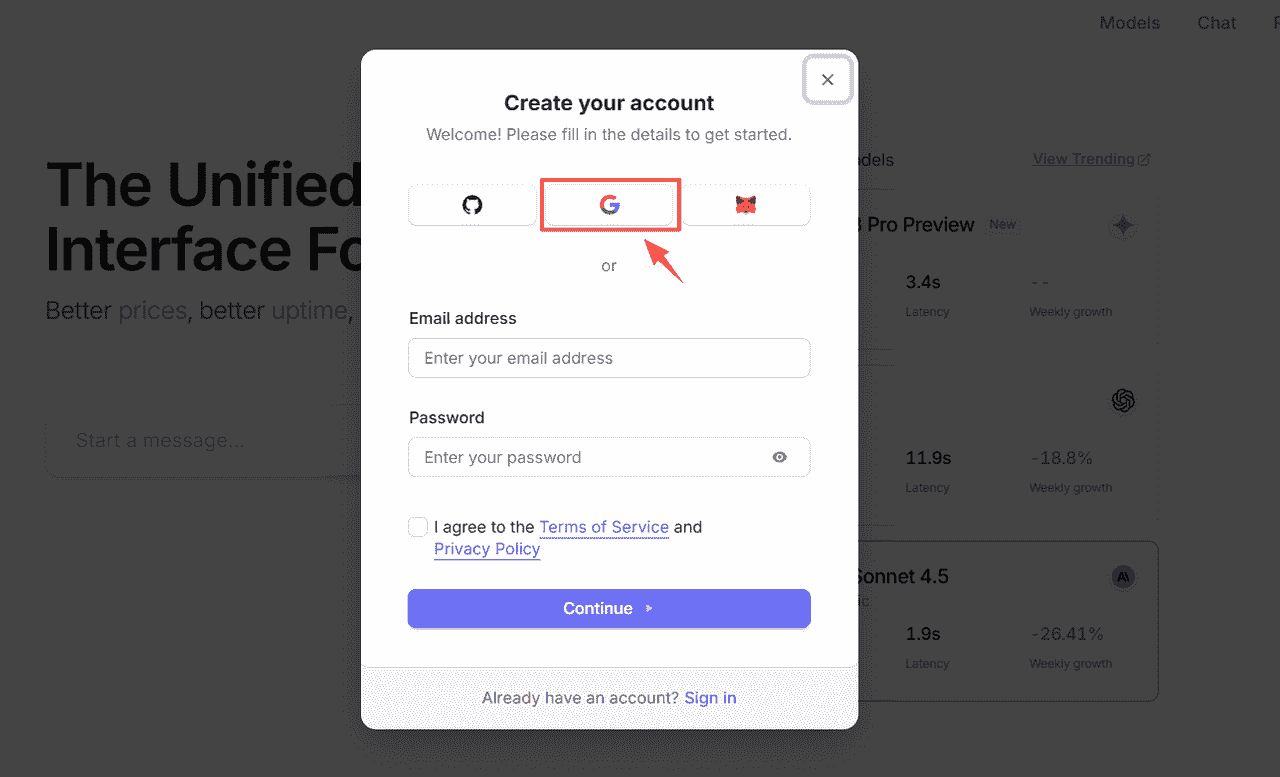 Models Chat
Create your account
Welcome! Please fill in the details to get started.
The Unified
Interface Fo
Better prices, better uptime,
Start a message...
or
Email address
Enter your email address
Password
Enter your password
I agree to the Terms of Service and
Privacy Policy
Continue
Already have an account? Sign in
View Trending
Pro Preview New
3.4s --
Latency Weekly growth
11.9s -18.8%
Latency Weekly growth
Sonnet 4.5
1.9s -26.41%
Latency Weekly growth